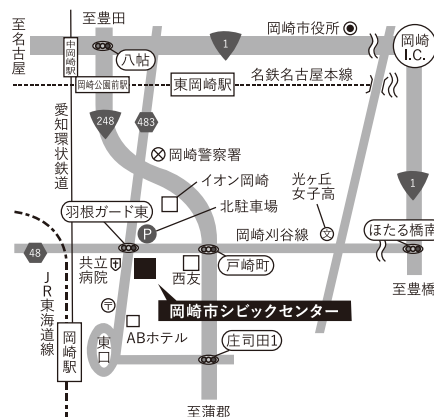 至豊田
岡崎市役所
至名古屋
中岡崎駅
1
岡崎
I.C.
八帖
岡崎公園前駅
東岡崎駅
名鉄名古屋本線
愛知環状鉄道
248
483
岡崎警察署
イオン岡崎
光ヶ丘
女子高
1
羽根ガード東
P
北駐車場
岡崎刈谷線
文
ほたる橋南
48
共立
病院
西友
戸崎町
至豊橋
JR東海道線
岡崎市シビックセンター
〒
ABホテル
岡崎駅
東口
庄司田1
至蒲郡